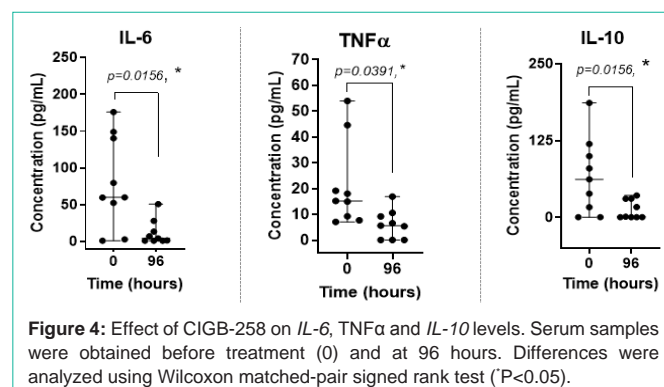 IL-6
Concentration (pg/mL)
250
200
150
100
50
0
p=0.0156, *
0 96
Time (hours)
TNFα
Concentration (pg/mL)
70
60
50
40
30
20
10
0
p=0.0391, *
0 96
Time (hours)
IL-10
Concentration (pg/mL)
250
125
0
p=0.0156, *
0 96
Time (hours)
Figure 4: Effect of CIGB-258 on IL-6, TNFα and IL-10 levels. Serum samples
were obtained before treatment (0) and at 96 hours. Differences were
analyzed using Wilcoxon matched-pair signed rank test (*P<0.05).